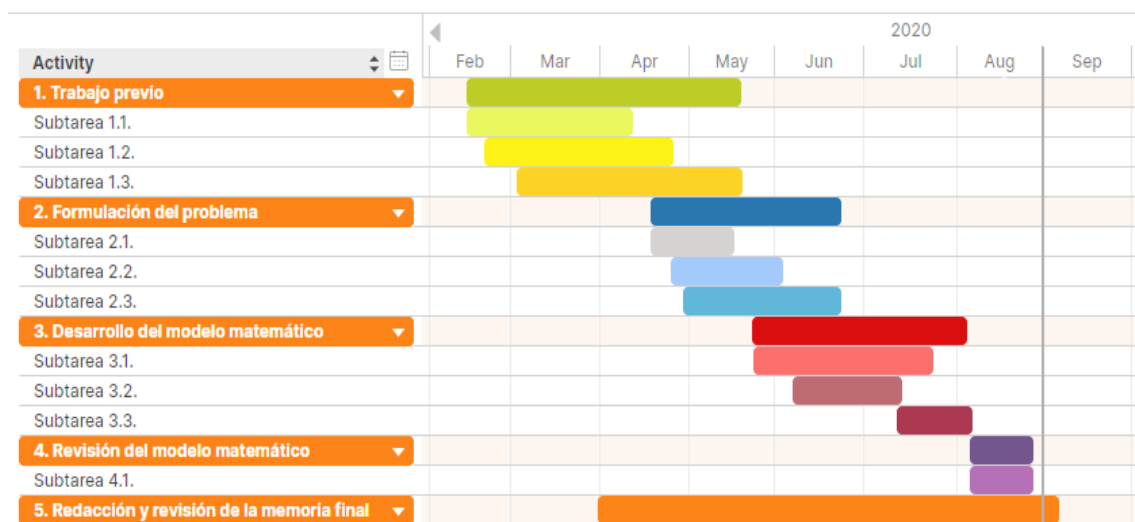 2020
Activity Feb Mar Apr May Jun Jul Aug Sep
1. Trabajo previo
Subtarea 1.1.
Subtarea 1.2.
Subtarea 1.3.
2. Formulación del problema
Subtarea 2.1.
Subtarea 2.2.
Subtarea 2.3.
3. Desarrollo del modelo matemático
Subtarea 3.1.
Subtarea 3.2.
Subtarea 3.3.
4. Revisión del modelo matemático
Subtarea 4.1.
5. Redacción y revisión de la memoria final